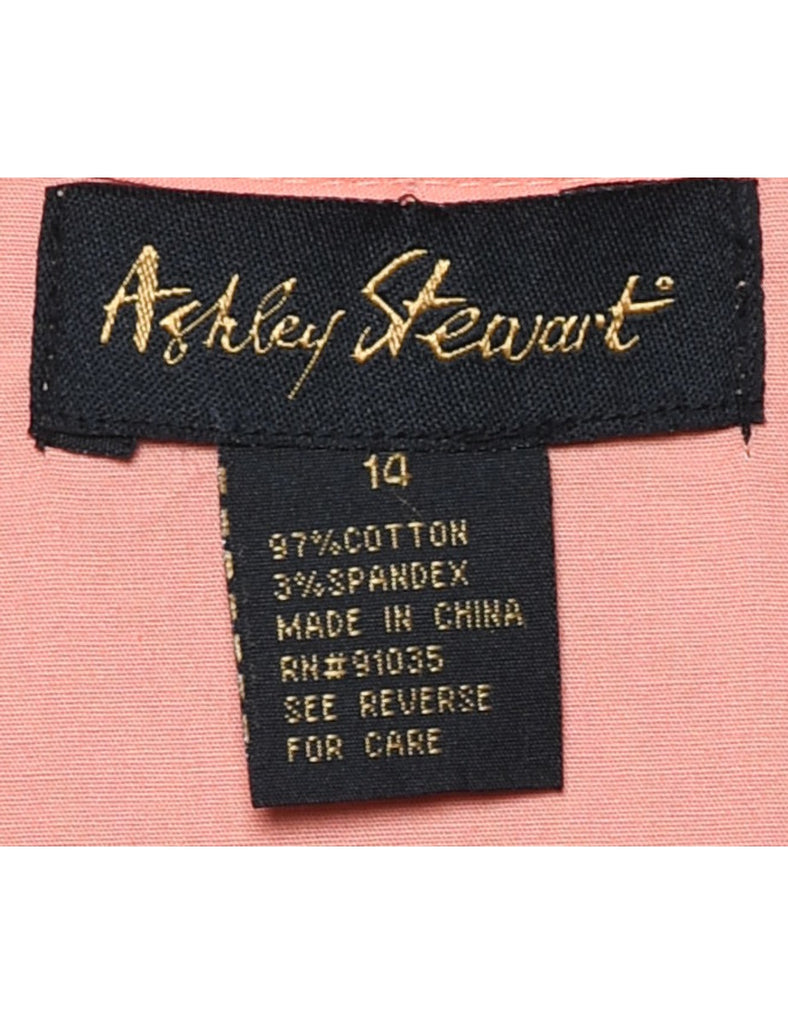 Ashley Stewart
14
97%COTTON
3%SPANDEX
MADE IN CHINA
RN#91035
SEE REVERSE
FOR CARE